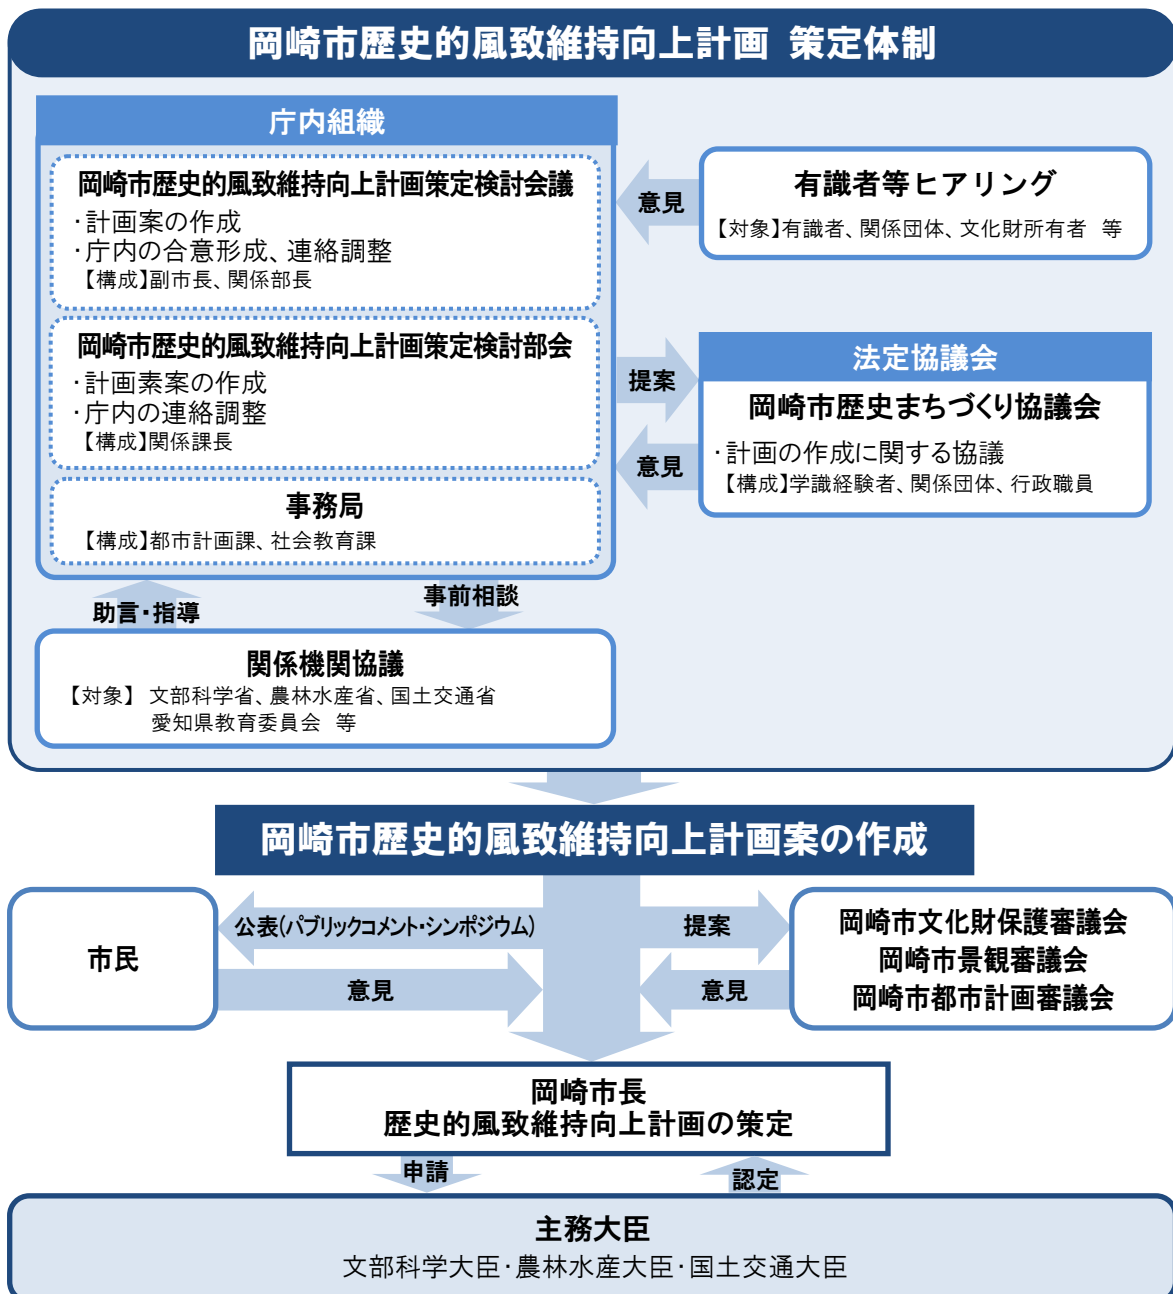 岡崎市歴史的風致維持向上計画 策定体制
庁内組織
岡崎市歴史的風致維持向上計画策定検討会議
・計画案の作成
・庁内の合意形成、連絡調整
【構成】副市長、関係部長
岡崎市歴史的風致維持向上計画策定検討部会
・計画素案の作成
・庁内の連絡調整
【構成】関係課長
事務局
【構成】都市計画課、社会教育課
意見
有識者等ヒアリング
【対象】有識者、関係団体、文化財所有者 等
提案
意見
法定協議会
岡崎市歴史まちづくり協議会
・計画の作成に関する協議
【構成】学識経験者、関係団体、行政職員
助言・指導
事前相談
関係機関協議
【対象】 文部科学省、農林水産省、国土交通省
愛知県教育委員会 等
岡崎市歴史的風致維持向上計画案の作成
市民
公表(パブリックコメント・シンポジウム)
意見
提案
意見
岡崎市文化財保護審議会
岡崎市景観審議会
岡崎市都市計画審議会
岡崎市長
歴史的風致維持向上計画の策定
申請
認定
主務大臣
文部科学大臣・農林水産大臣・国土交通大臣